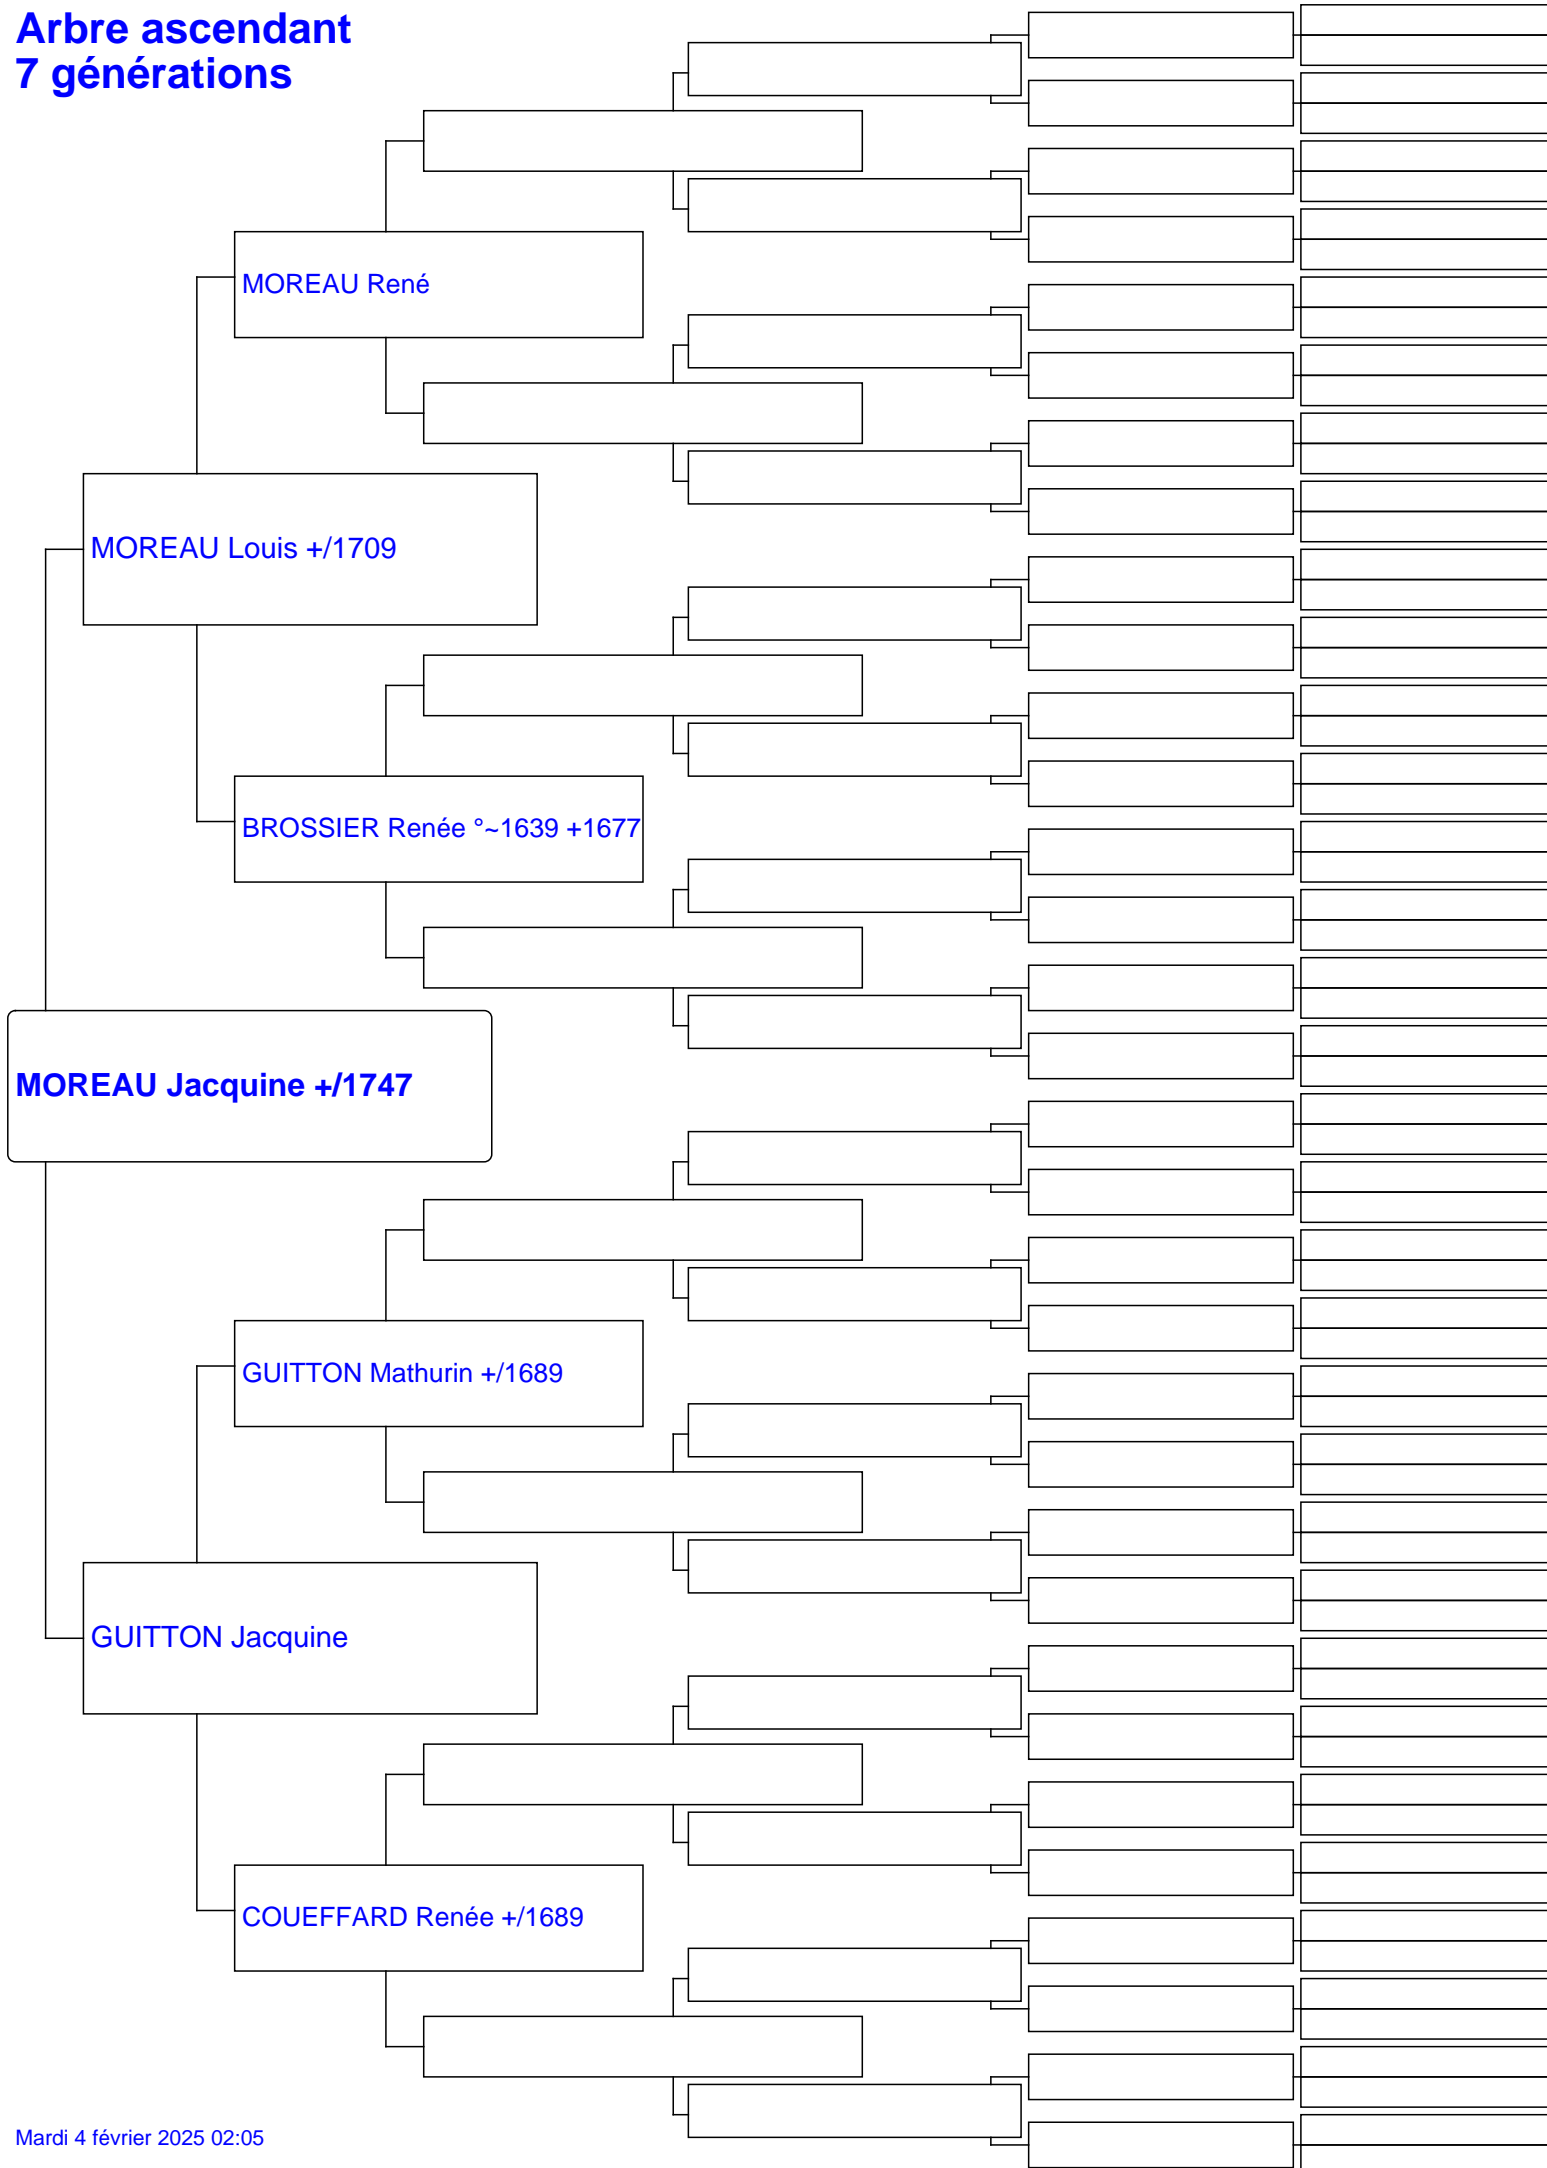 Arbre ascendant
7 générations
MOREAU René
MOREAU Louis +/1709
BROSSIER Renée °~1639 +1677
MOREAU Jacquine +/1747
GUITTON Mathurin +/1689
GUITTON Jacquine
COUEFFARD Renée +/1689
Mardi 4 février 2025 02:05